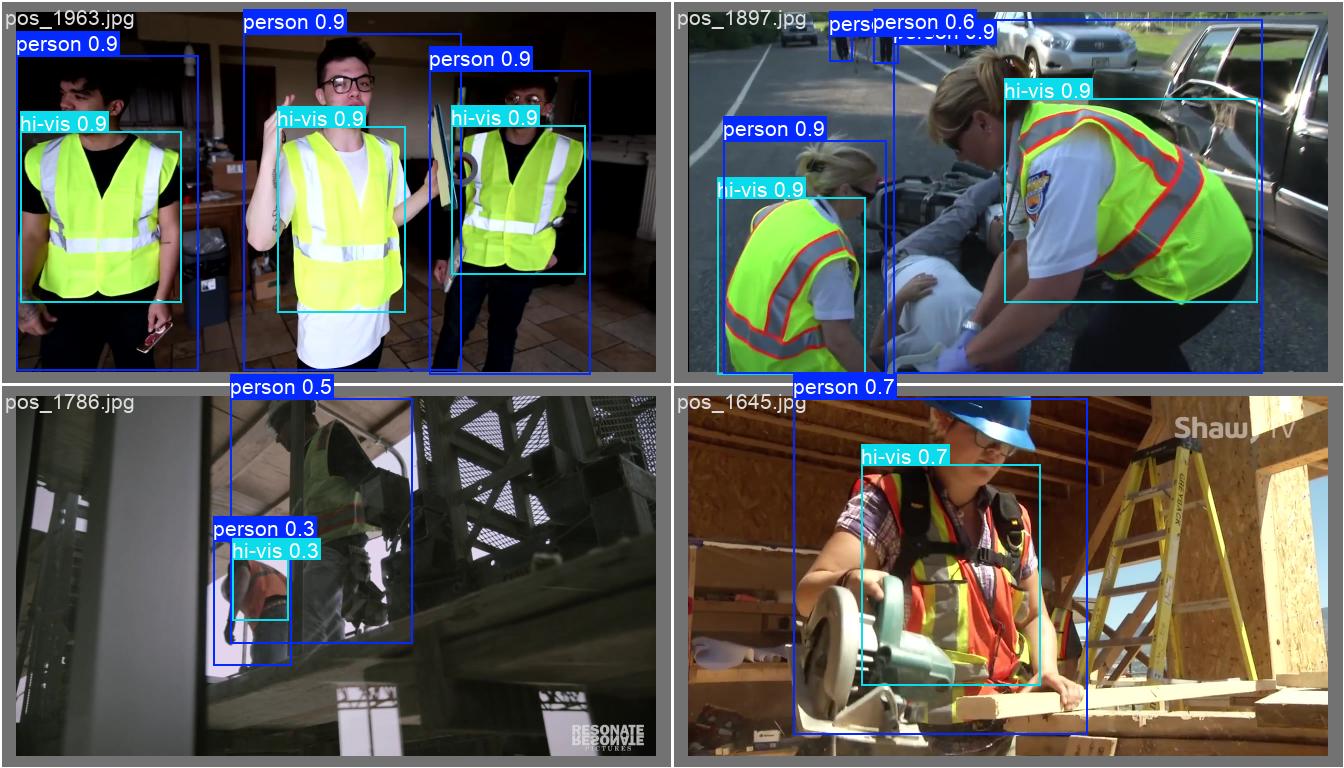 pos_1963.jpg
person 0.9
person 0.9
person 0.9
hi-vis 0.9
hi-vis 0.9
hi-vis 0.9
pos_1897.jpg
person 0.6
person 0.9
hi-vis 0.9
person 0.9
hi-vis 0.9
pos_1786.jpg
person 0.5
person 0.3
hi-vis 0.3
RESONATE
PICTURES
pos_1645.jpg
person 0.7
hi-vis 0.7
Shaw TV